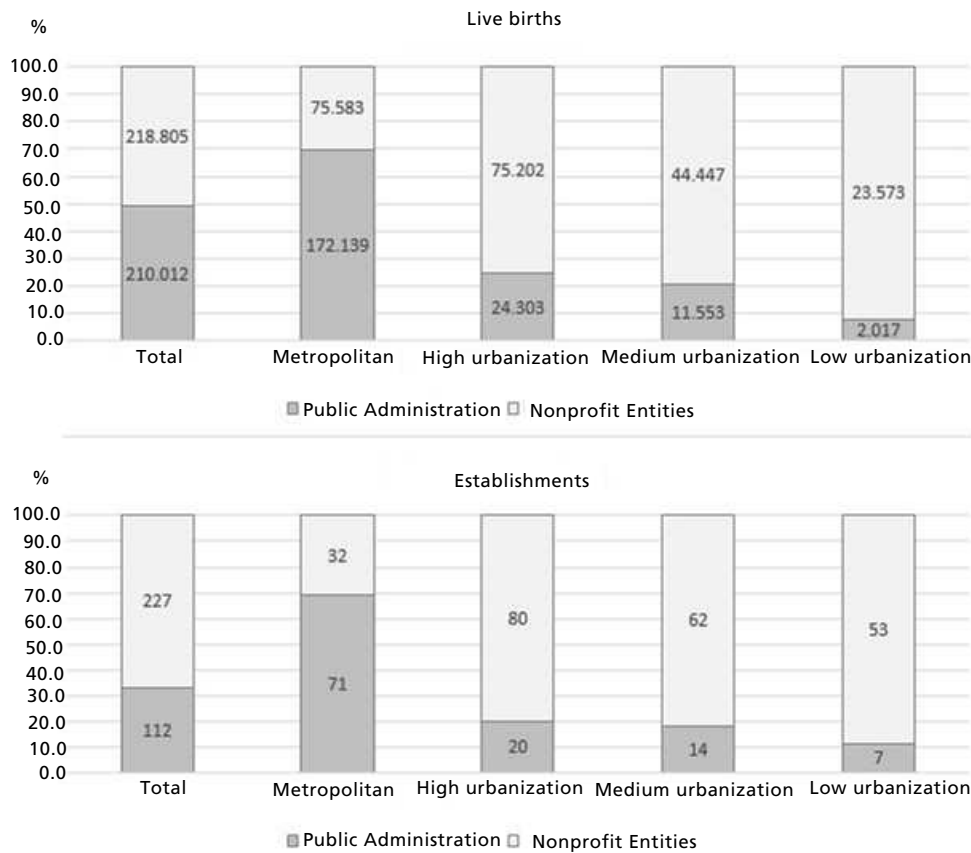 Live births
%
100.0
90.0
80.0
70.0
60.0
50.0
40.0
30.0
20.0
10.0
0.0
218.805 75.583 75.202 44.447 23.573
210.012 172.139 24.303 11.553 2.017
Total Metropolitan High urbanization Medium urbanization Low urbanization
Public Administration Nonprofit Entities
Establishments
%
100.0
90.0
80.0
70.0
60.0
50.0
40.0
30.0
20.0
10.0
0.0
227 32 80 62 53
112 71 20 14 7
Total Metropolitan High urbanization Medium urbanization Low urbanization
Public Administration Nonprofit Entities